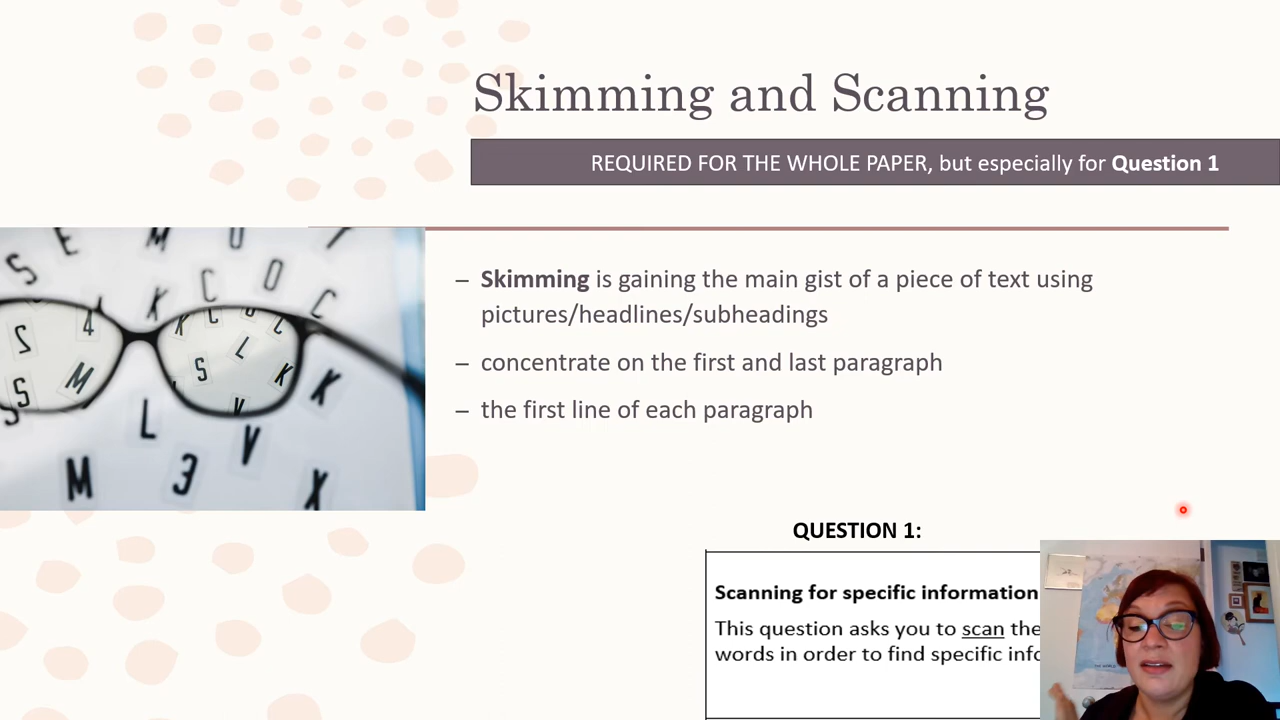 Skimming and Scanning
REQUIRED FOR THE WHOLE PAPER, but especially for Question 1
– Skimming is gaining the main gist of a piece of text using
pictures/headlines/subheadings
– concentrate on the first and last paragraph
– the first line of each paragraph
QUESTION 1:
Scanning for specific information
This question asks you to scan the
words in order to find specific